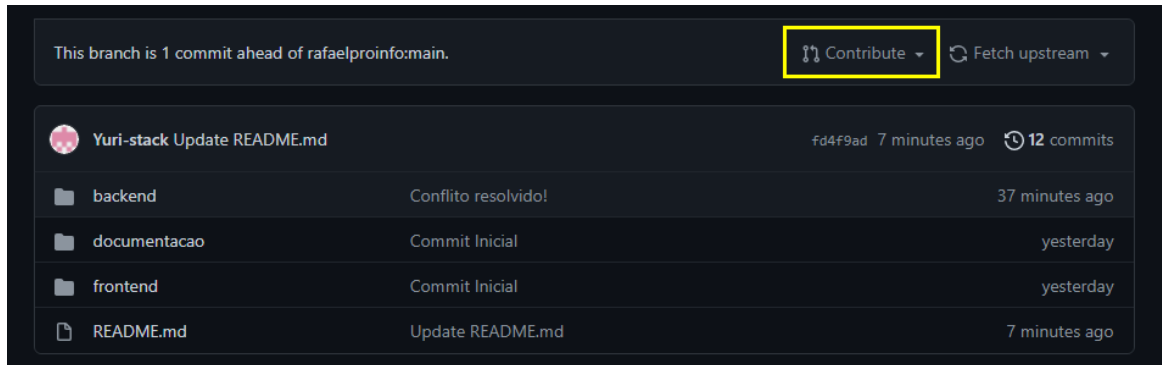 This branch is 1 commit ahead of rafaelproinfo:main. Contribute Fetch upstream
Yuri-stack Update README.md fd4f9ad 7 minutes ago 12 commits
backend Conflito resolvido! 37 minutes ago
documentacao Commit Inicial yesterday
frontend Commit Inicial yesterday
README.md Update README.md 7 minutes ago